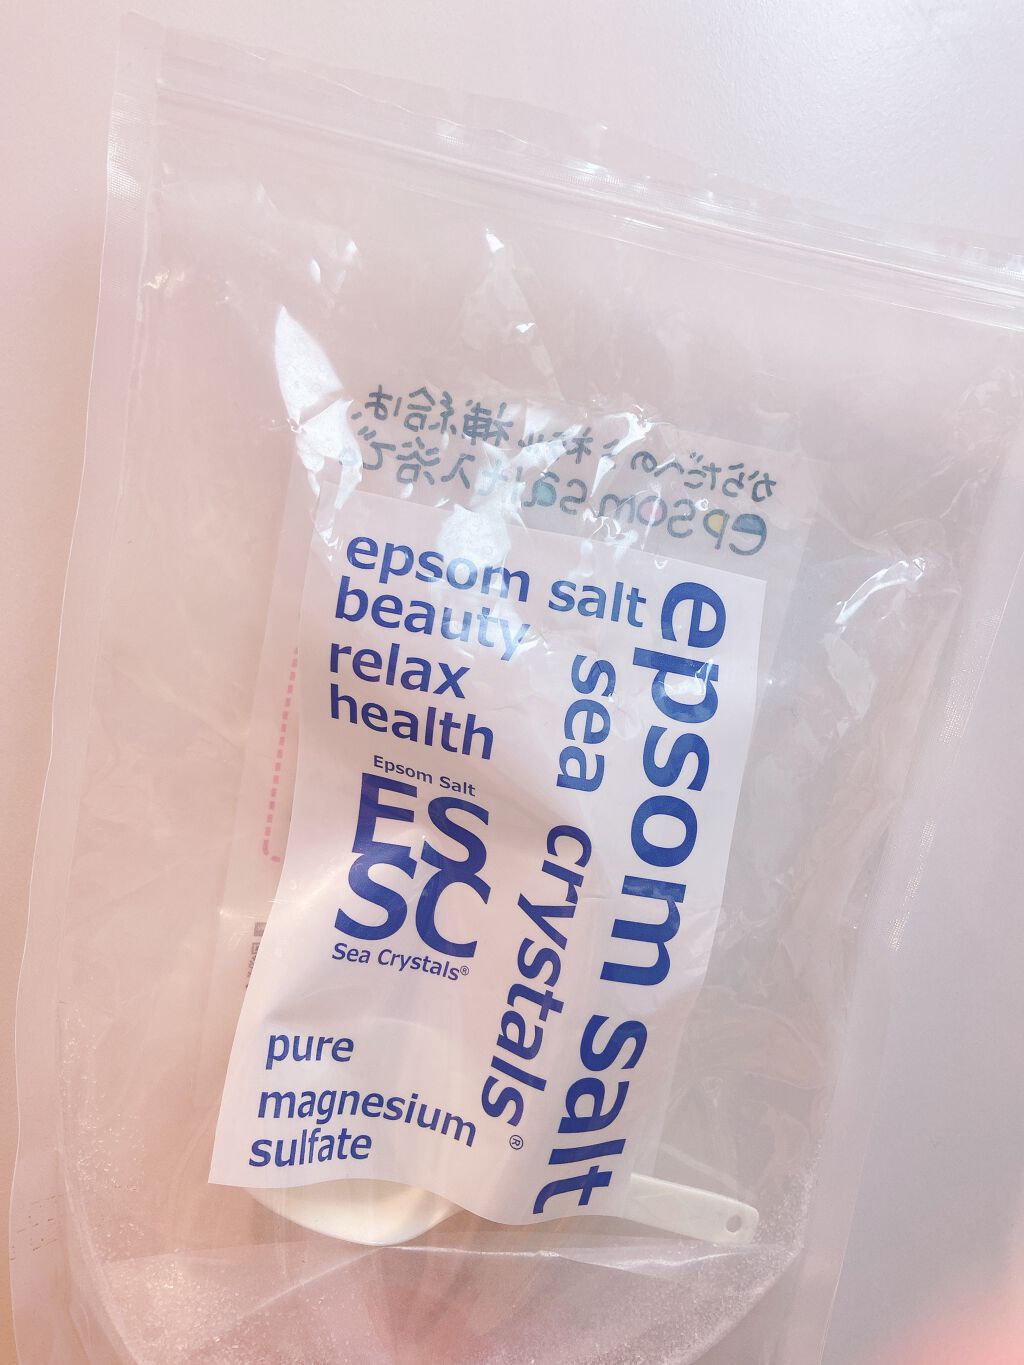 からだへのミネラル補給は、
epsom salt入浴で。
epsom salt
beauty
relax
health
epsom salt
sea crystals®
Epsom Salt
ES
SC
Sea Crystals®
pure
magnesium
sulfate